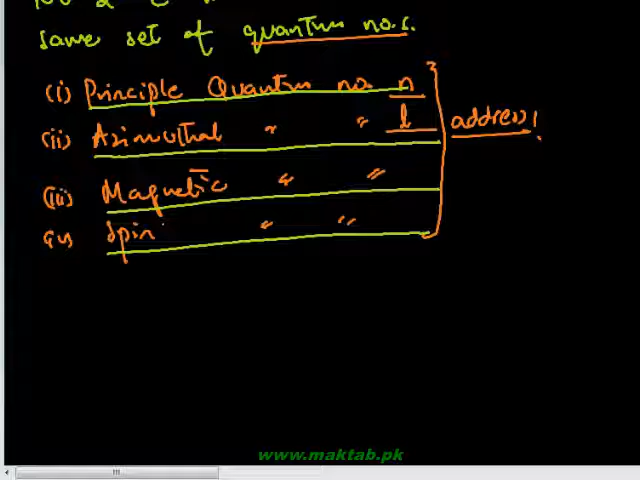 same set of quantum no.s.
(i) Principle Quantum no. n
(ii) Azimuthal " " l
address!
(iii) Magnetic " "
(iv) Spin " "
www.maktab.pk